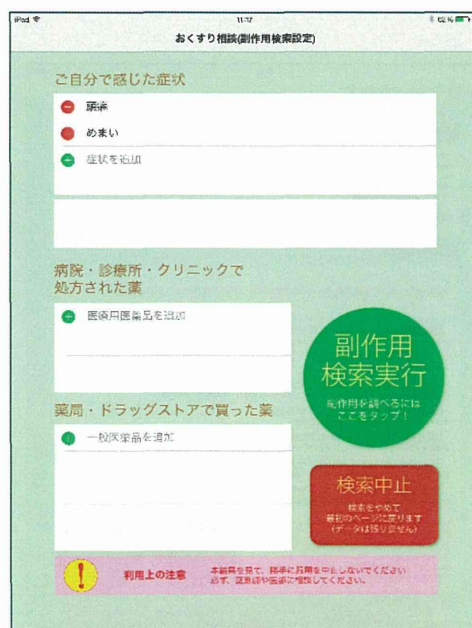 iPad
11:17
62%
おくすり相談(副作用検索設定)
ご自分で感じた症状
頭痛
めまい
症状を追加
病院・診療所・クリニックで
処方された薬
医療用医薬品を追加
副作用
検索実行
副作用を調べるには
ここをタップ！
薬局・ドラッグストアで買った薬
一般医薬品を追加
検索中止
検索をやめて
最初のページに戻ります
(データは残りません)
利用上の注意
本結果を見て、勝手に服用を中止しないでください
必ず、薬剤師や医師に相談してください。